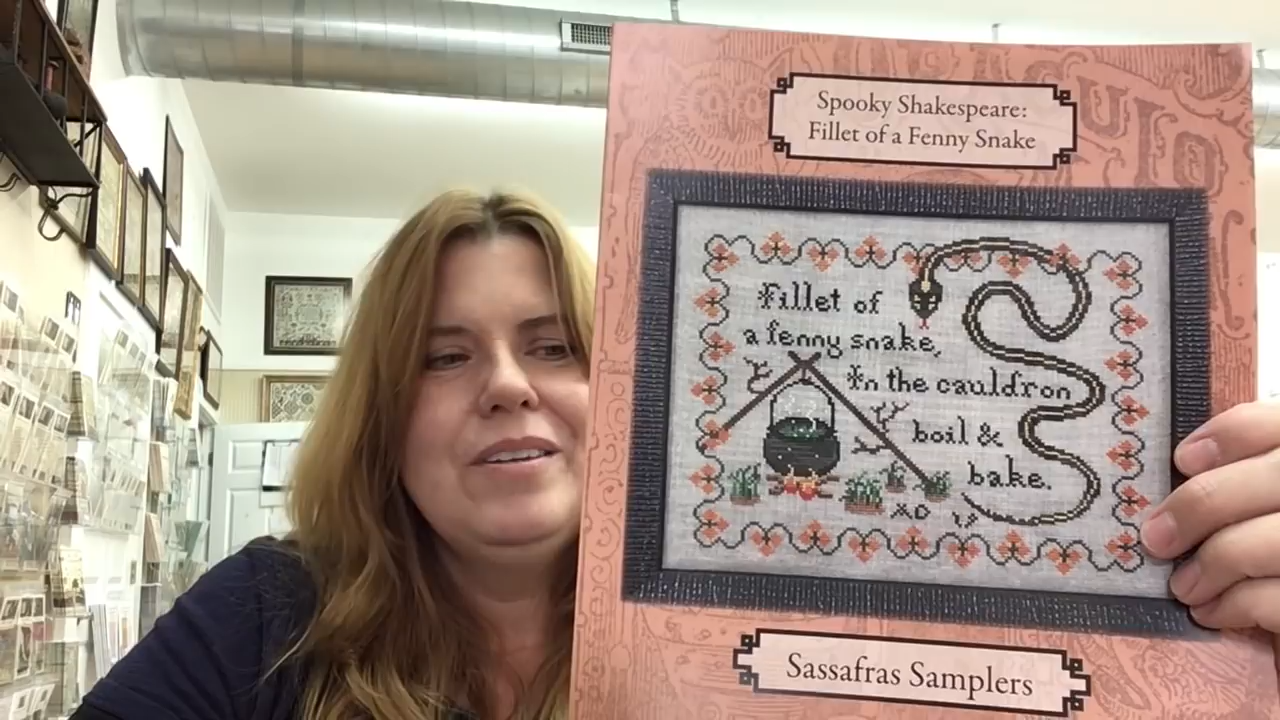 Spooky Shakespeare:
Fillet of a Fenny Snake
Fillet of
a fenny snake,
In the cauldron
boil &
bake.
Sassafras Samplers